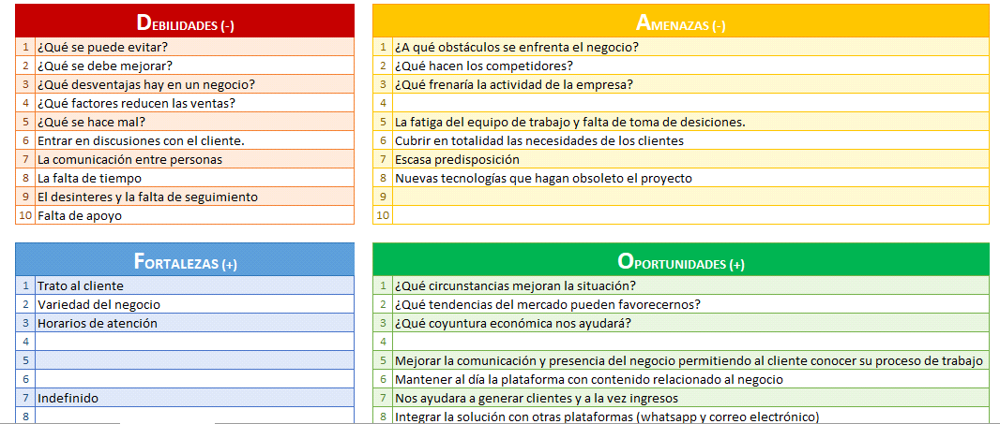 DEBILIDADES (-)
1 ¿Qué se puede evitar?
2 ¿Qué se debe mejorar?
3 ¿Qué desventajas hay en un negocio?
4 ¿Qué factores reducen las ventas?
5 ¿Qué se hace mal?
6 Entrar en discusiones con el cliente.
7 La comunicación entre personas
8 La falta de tiempo
9 El desinteres y la falta de seguimiento
10 Falta de apoyo
AMENAZAS (-)
1 ¿A qué obstáculos se enfrenta el negocio?
2 ¿Qué hacen los competidores?
3 ¿Qué frenaría la actividad de la empresa?
4
5 La fatiga del equipo de trabajo y falta de toma de desiciones.
6 Cubrir en totalidad las necesidades de los clientes
7 Escasa predisposición
8 Nuevas tecnologías que hagan obsoleto el proyecto
9
10
FORTALEZAS (+)
1 Trato al cliente
2 Variedad del negocio
3 Horarios de atención
4
5
6
7 Indefinido
8
OPORTUNIDADES (+)
1 ¿Qué circunstancias mejoran la situación?
2 ¿Qué tendencias del mercado pueden favorecernos?
3 ¿Qué coyuntura económica nos ayudará?
4
5 Mejorar la comunicación y presencia del negocio permitiendo al cliente conocer su proceso de trabajo
6 Mantener al día la plataforma con contenido relacionado al negocio
7 Nos ayudara a generar clientes y a la vez ingresos
8 Integrar la solución con otras plataformas (whatsapp y correo electrónico)